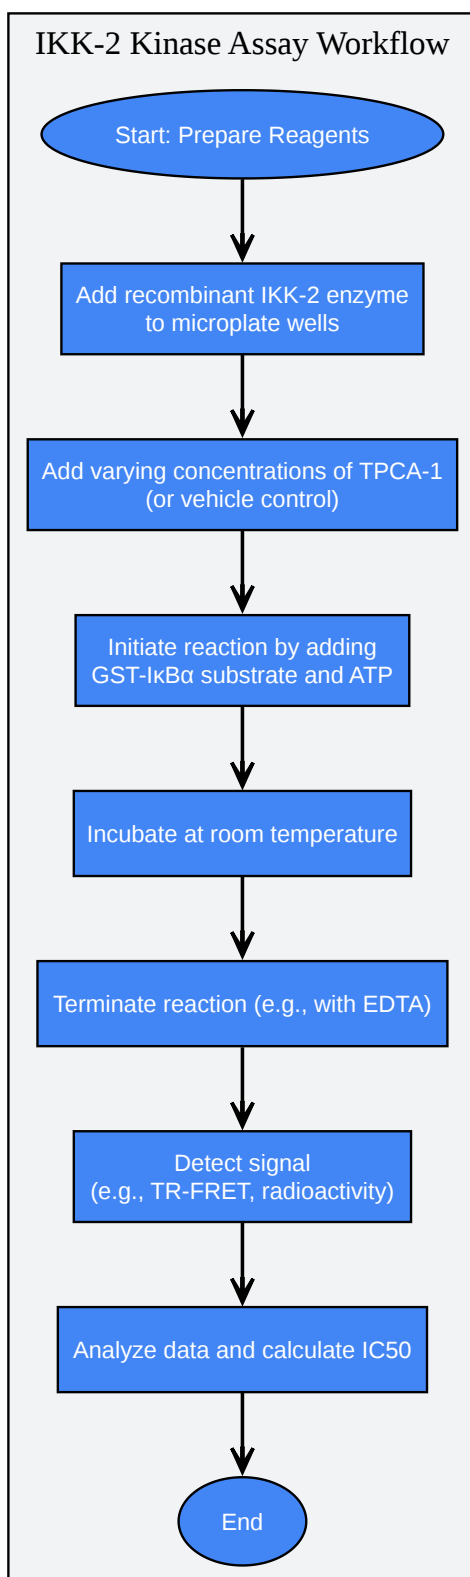 IKK-2 Kinase Assay Workflow
Start: Prepare Reagents
Add recombinant IKK-2 enzyme
to microplate wells
Add varying concentrations of TPCA-1
(or vehicle control)
Initiate reaction by adding
GST-IκBα substrate and ATP
Incubate at room temperature
Terminate reaction (e.g., with EDTA)
Detect signal
(e.g., TR-FRET, radioactivity)
Analyze data and calculate IC50
End